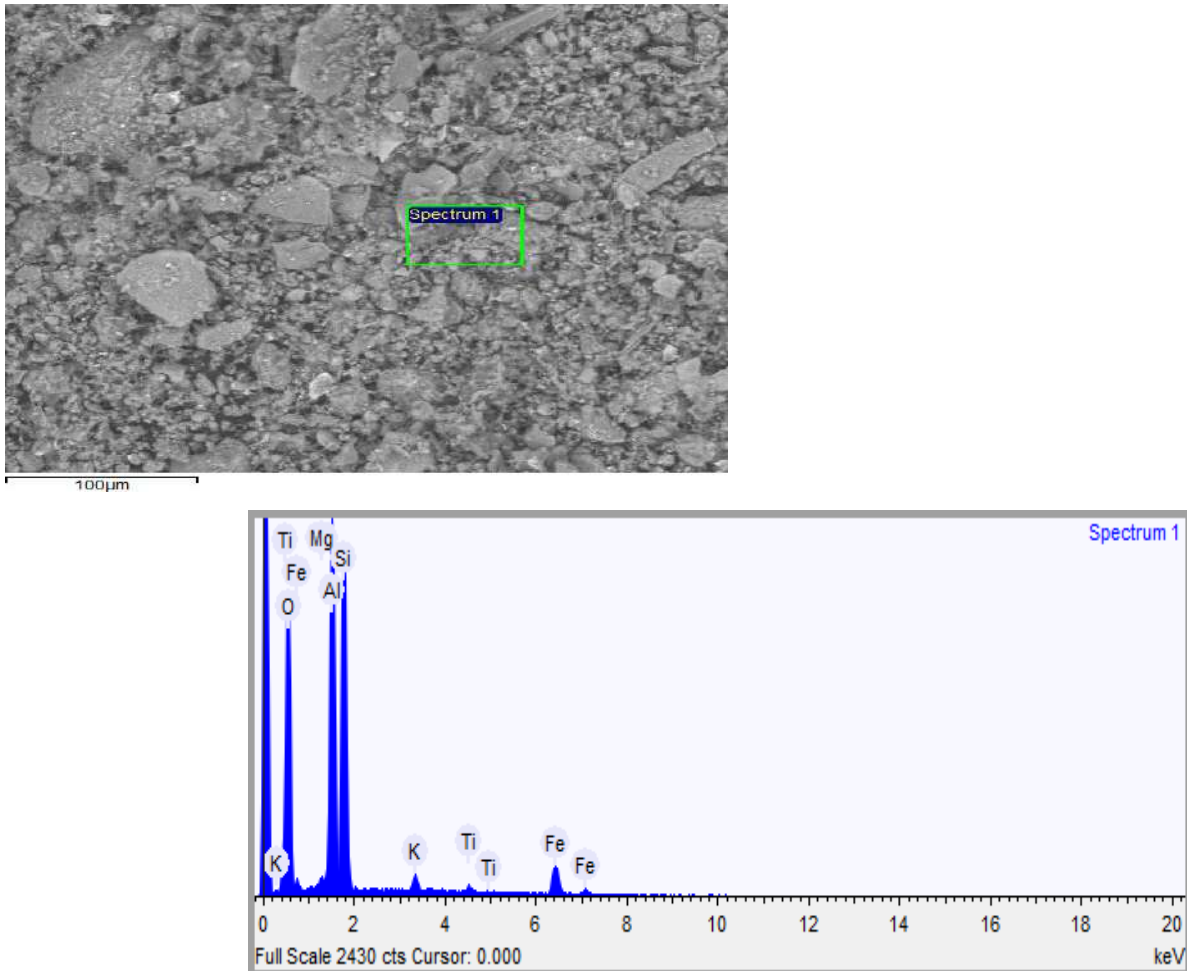 Spectrum 1
100µm
Spectrum 1
Ti
Mg
Si
Fe
Al
O
K
K
Ti
Ti
Fe
Fe
0 2 4 6 8 10 12 14 16 18 20
Full Scale 2430 cts Cursor: 0.000 keV